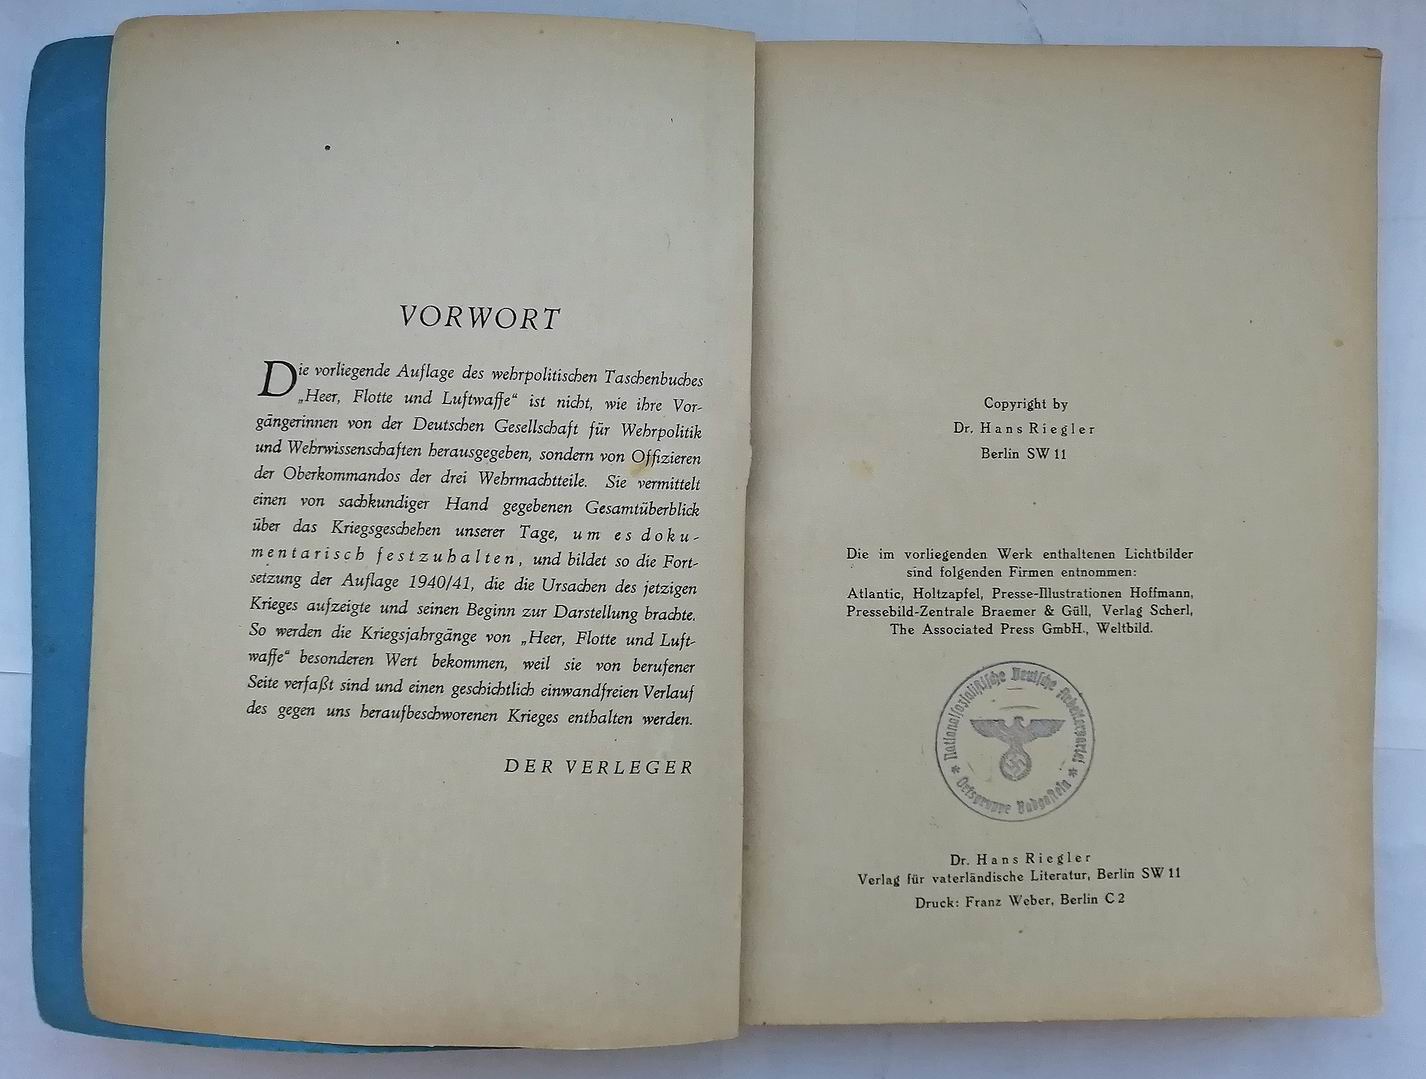 VORWORT
Die vorliegende Auflage des wehrpolitischen Taschenbuches
„Heer, Flotte und Luftwaffe“ ist nicht, wie ihre Vor-
gängerinnen von der Deutschen Gesellschaft für Wehrpolitik
und Wehrwissenschaften herausgegeben, sondern von Offizieren
der Oberkommandos der drei Wehrmachtteile. Sie vermittelt
einen von sachkundiger Hand gegebenen Gesamtüberblick
über das Kriegsgeschehen unserer Tage, um es doku-
mentarisch festzuhalten, und bildet so die Fort-
setzung der Auflage 1940/41, die die Ursachen des jetzigen
Krieges aufzeigte und seinen Beginn zur Darstellung brachte.
So werden die Kriegsjahrgänge von „Heer, Flotte und Luft-
waffe“ besonderen Wert bekommen, weil sie von berufener
Seite verfaßt sind und einen geschichtlich einwandfreien Verlauf
des gegen uns heraufbeschworenen Krieges enthalten werden.
DER VERLEGER
Copyright by
Dr. Hans Riegler
Berlin SW 11
Die im vorliegenden Werk enthaltenen Lichtbilder
sind folgenden Firmen entnommen:
Atlantic, Holtzapfel, Presse-Illustrationen Hoffmann,
Pressebild-Zentrale Braemer & Güll, Verlag Scherl,
The Associated Press GmbH., Weltbild.
Nationalsozialistische Deutsche Arbeiterpartei
* Ortsgruppe Badgastein *
Dr. Hans Riegler
Verlag für vaterländische Literatur, Berlin SW 11
Druck: Franz Weber, Berlin C 2